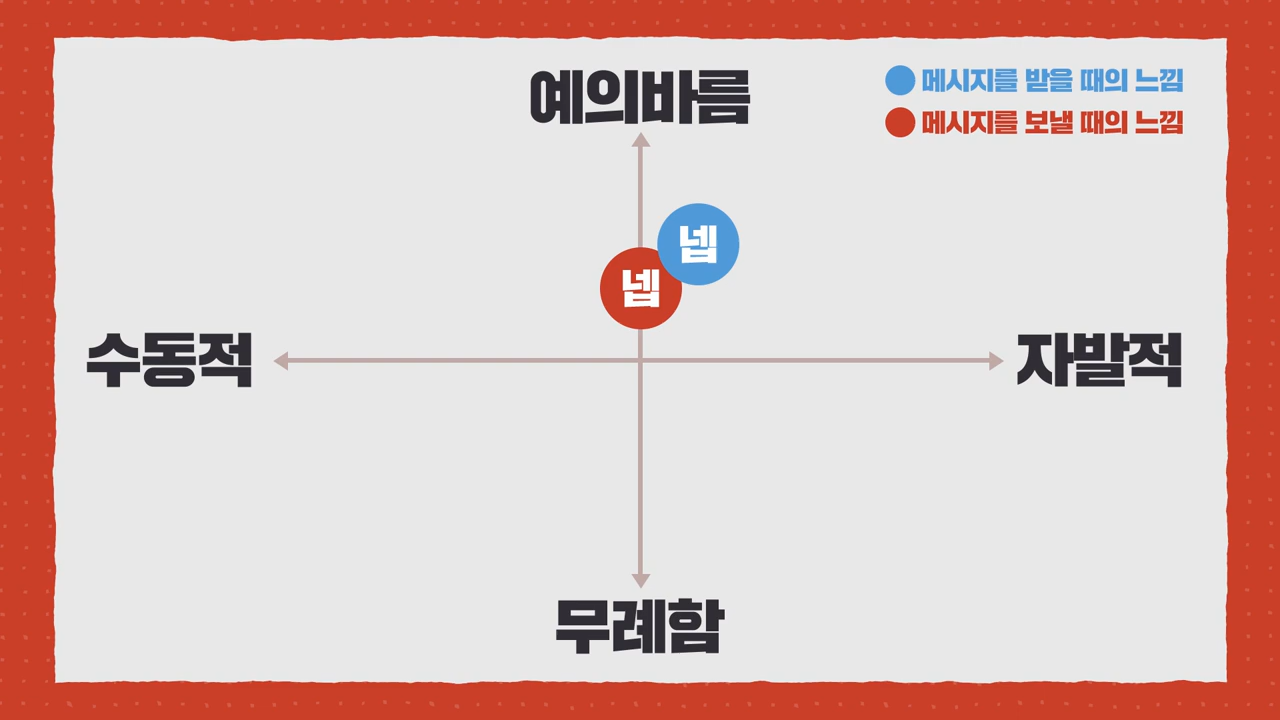 예의바름
메시지를 받을 때의 느낌
메시지를 보낼 때의 느낌
넵
넵
수동적
자발적
무례함